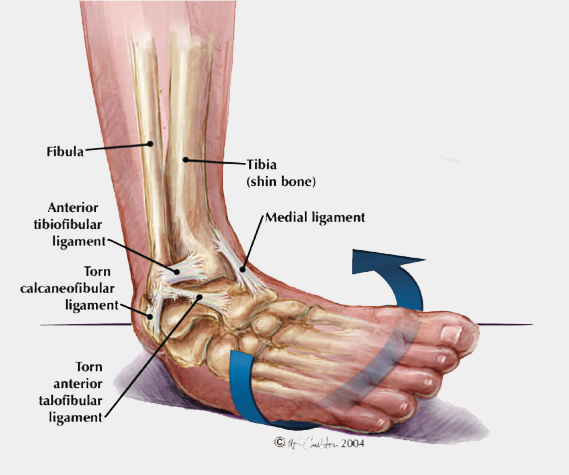 Fibula
Tibia
(shin bone)
Anterior
tibiofibular
ligament
Medial ligament
Torn
calcaneofibular
ligament
Torn
anterior
talofibular
ligament
© 2004